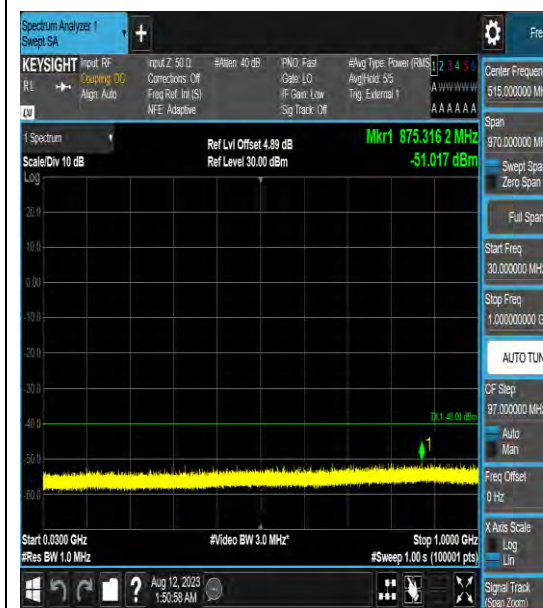 Spectrum Analyzer 1
Swept SA
+
KEYSIGHT
RL
Input: RF
Coupling: DC
Align: Auto
Input Z: 50 Ω
Corrections: Off
Freq Ref: Int (S)
NFE: Adaptive
#Atten: 40 dB
PNO: Fast
Gate: LO
IF Gain: Low
Sig Track: Off
#Avg Type: Power (RMS
Avg|Hold: 5/5
Trig: External 1
1 2 3 4 5 6
A W W W W W
A A A A A A
LW
1 Spectrum
Scale/Div 10 dB
Log
Ref Lvl Offset 4.89 dB
Ref Level 30.00 dBm
Mkr1 875.316 2 MHz
-51.017 dBm
20.0
10.0
0.00
-10.0
-20.0
-30.0
-40.0
-50.0
-60.0
DL1 -40.00 dBm
1
Start 0.0300 GHz
#Res BW 1.0 MHz
#Video BW 3.0 MHz*
Stop 1.0000 GHz
#Sweep 1.00 s (100001 pts)
?
Aug 12, 2023
1:50:58 AM
Fre
Center Frequenc
515.000000 MH
Span
970.000000 MH
Swept Spa
Zero Span
Full Span
Start Freq
30.000000 MHz
Stop Freq
1.000000000 G
AUTO TUN
CF Step
97.000000 MHz
Auto
Man
Freq Offset
0 Hz
X Axis Scale
Log
Lin
Signal Track
(Span Zoom)